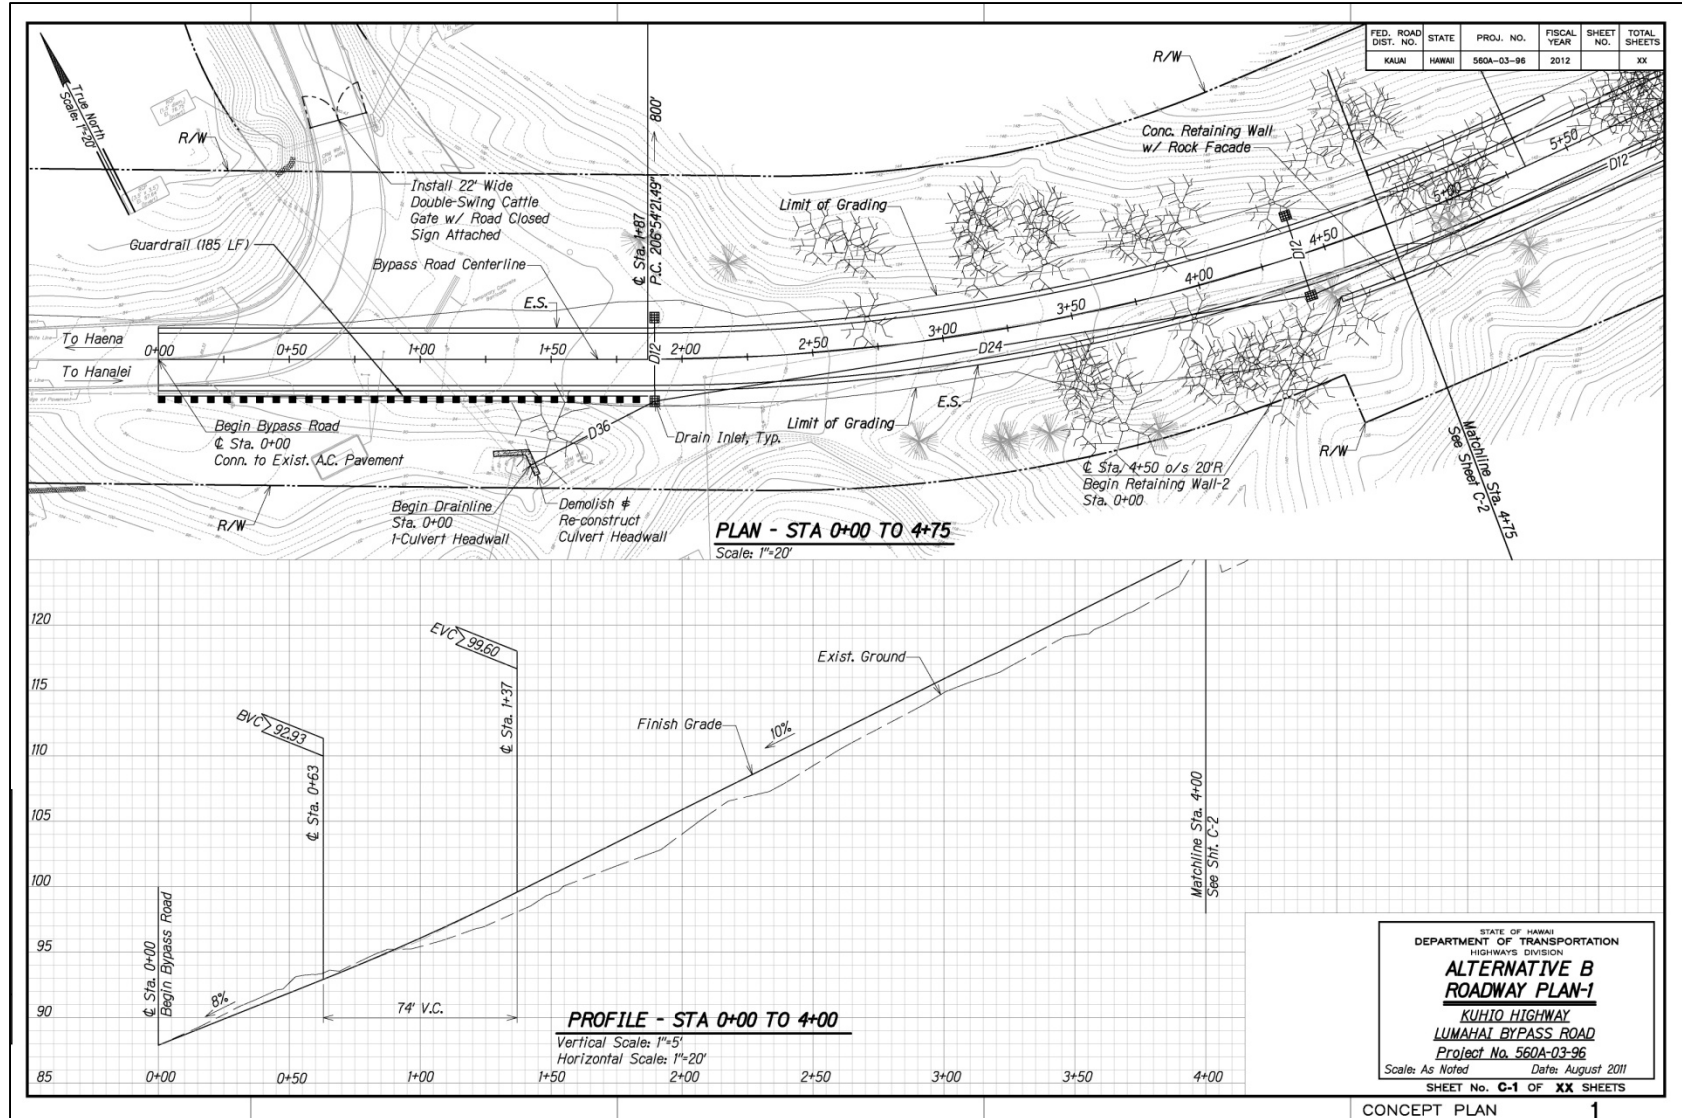 FED. ROAD DIST. NO.
STATE
PROJ. NO.
FISCAL YEAR
SHEET NO.
TOTAL SHEETS
KAUAI
HAWAII
560A-03-96
2012
XX
True North
Scale: 1"=20'
R/W
R/W
Install 22' Wide
Double-Swing Cattle
Gate w/ Road Closed
Sign Attached
Guardrail (185 LF)
Bypass Road Centerline
E.S.
℄ Sta. 1+87
P.C. 206°54'21.49"
800'
Limit of Grading
Conc. Retaining Wall
w/ Rock Facade
To Haena
To Hanalei
0+00
0+50
1+00
1+50
2+00
2+50
3+00
3+50
4+00
4+50
5+00
5+50
D12
D12
D12
D24
D36
E.S.
Limit of Grading
Drain Inlet, Typ.
Begin Bypass Road
℄ Sta. 0+00
Conn. to Exist. A.C. Pavement
R/W
Begin Drainline
Sta. 0+00
1-Culvert Headwall
Demolish &
Re-construct
Culvert Headwall
℄ Sta. 4+50 o/s 20'R
Begin Retaining Wall-2
Sta. 0+00
R/W
Matchline Sta. 4+75
See Sheet C-2
PLAN - STA 0+00 TO 4+75
Scale: 1"=20'
120
115
110
105
100
95
90
85
BVC 92.93
℄ Sta. 0+63
EVC 99.60
℄ Sta. 1+37
Exist. Ground
Finish Grade
10%
8%
℄ Sta. 0+00
Begin Bypass Road
74' V.C.
Matchline Sta. 4+00
See Sht. C-2
PROFILE - STA 0+00 TO 4+00
Vertical Scale: 1"=5'
Horizontal Scale: 1"=20'
0+00
0+50
1+00
1+50
2+00
2+50
3+00
3+50
4+00
STATE OF HAWAII
DEPARTMENT OF TRANSPORTATION
HIGHWAYS DIVISION
ALTERNATIVE B
ROADWAY PLAN-1
KUHIO HIGHWAY
LUMAHAI BYPASS ROAD
Project No. 560A-03-96
Scale: As Noted Date: August 2011
SHEET No. C-1 OF XX SHEETS
CONCEPT PLAN 1